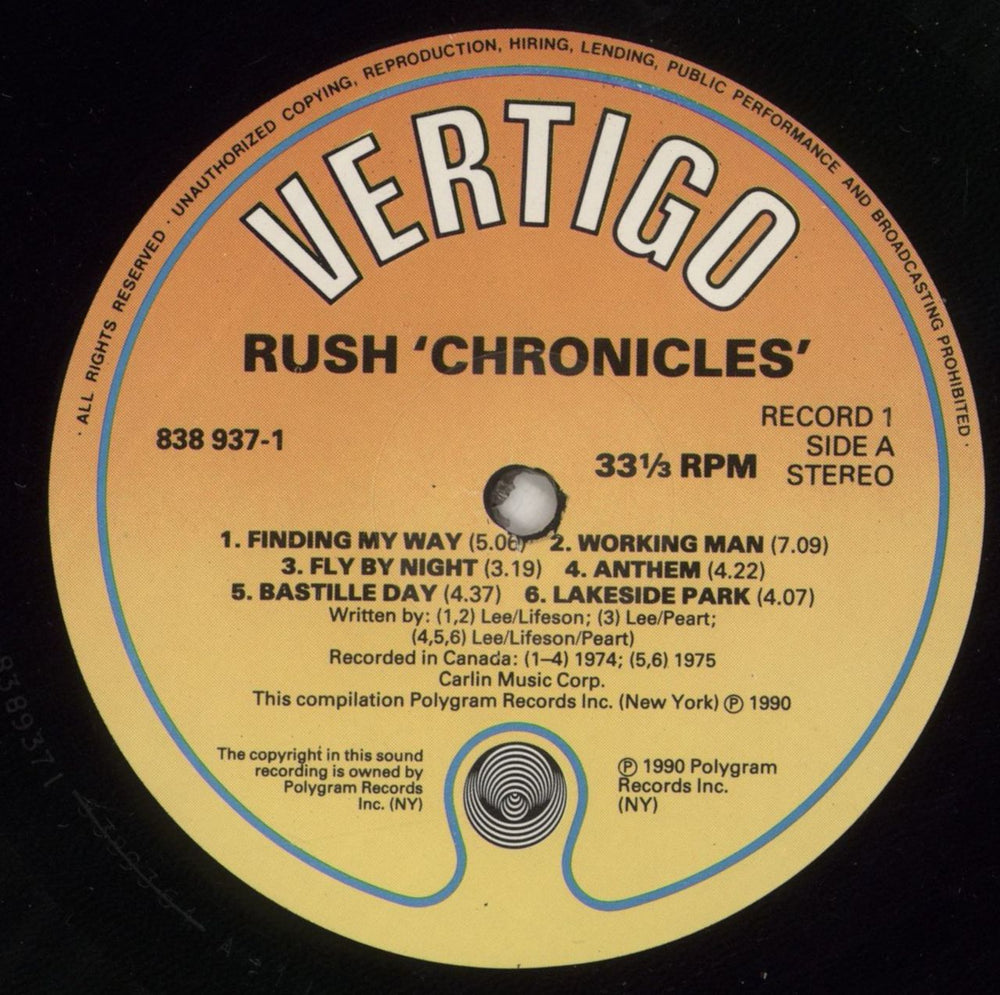 · ALL RIGHTS RESERVED · UNAUTHORIZED COPYING, REPRODUCTION, HIRING, LENDING, PUBLIC PERFORMANCE AND BROADCASTING PROHIBITED ·
VERTIGO
RUSH ‘CHRONICLES’
838 937-1
RECORD 1
SIDE A
STEREO
33⅓ RPM
1. FINDING MY WAY (5.06) 2. WORKING MAN (7.09)
3. FLY BY NIGHT (3.19) 4. ANTHEM (4.22)
5. BASTILLE DAY (4.37) 6. LAKESIDE PARK (4.07)
Written by: (1,2) Lee/Lifeson; (3) Lee/Peart;
(4,5,6) Lee/Lifeson/Peart)
Recorded in Canada: (1–4) 1974; (5,6) 1975
Carlin Music Corp.
This compilation Polygram Records Inc. (New York) ℗ 1990
The copyright in this sound
recording is owned by
Polygram Records
Inc. (NY)
℗ 1990 Polygram
Records Inc.
(NY)
838937 1